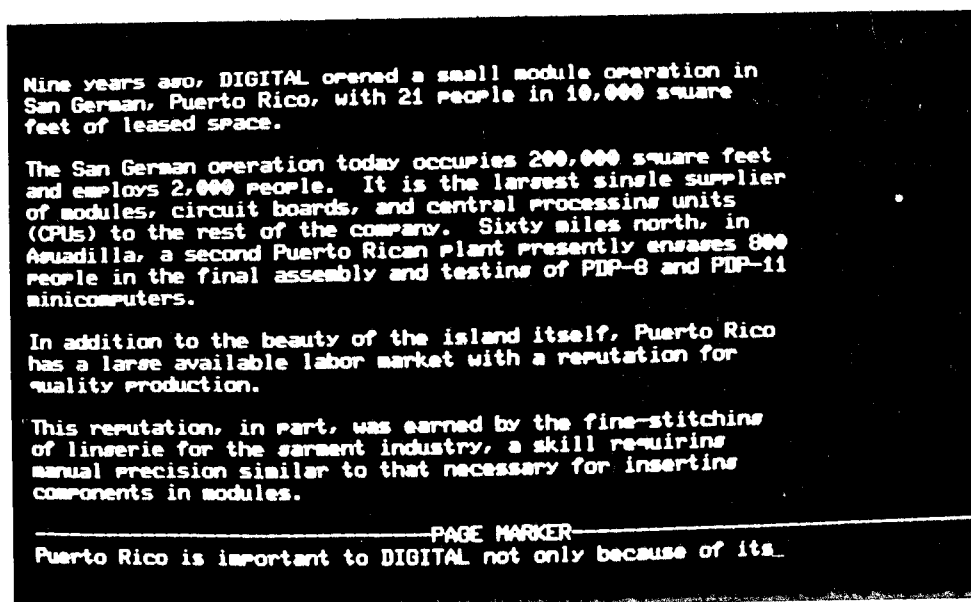 Nine years ago, DIGITAL opened a small module operation in
San German, Puerto Rico, with 21 people in 10,000 square
feet of leased space.
The San German operation today occupies 200,000 square feet
and employs 2,000 people. It is the largest single supplier
of modules, circuit boards, and central processing units
(CPUs) to the rest of the company. Sixty miles north, in
Aguadilla, a second Puerto Rican plant presently engages 800
people in the final assembly and testing of PDP-8 and PDP-11
minicomputers.
In addition to the beauty of the island itself, Puerto Rico
has a large available labor market with a reputation for
quality production.
This reputation, in part, was earned by the fine-stitching
of lingerie for the garment industry, a skill requiring
manual precision similar to that necessary for inserting
components in modules.
PAGE MARKER
Puerto Rico is important to DIGITAL not only because of its_